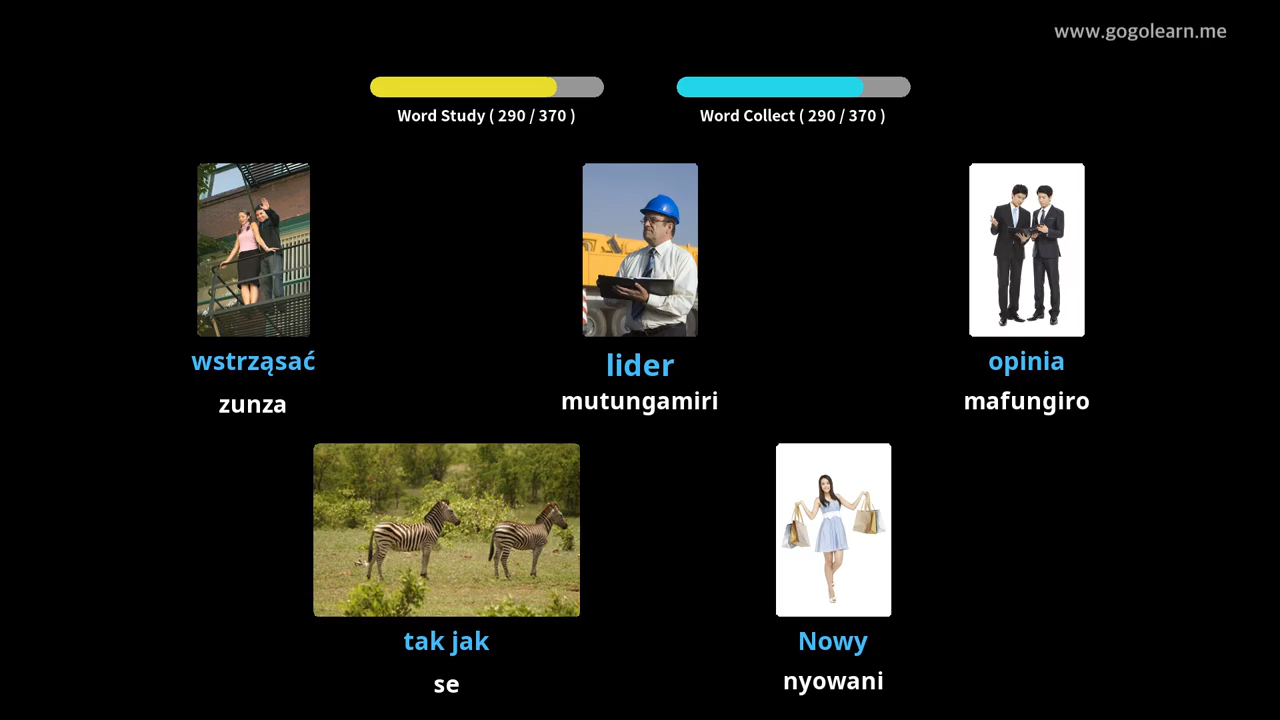 www.gogolearn.me
Word Study ( 290 / 370 )
Word Collect ( 290 / 370 )
wstrząsać
zunza
lider
mutungamiri
opinia
mafungiro
tak jak
se
Nowy
nyowani